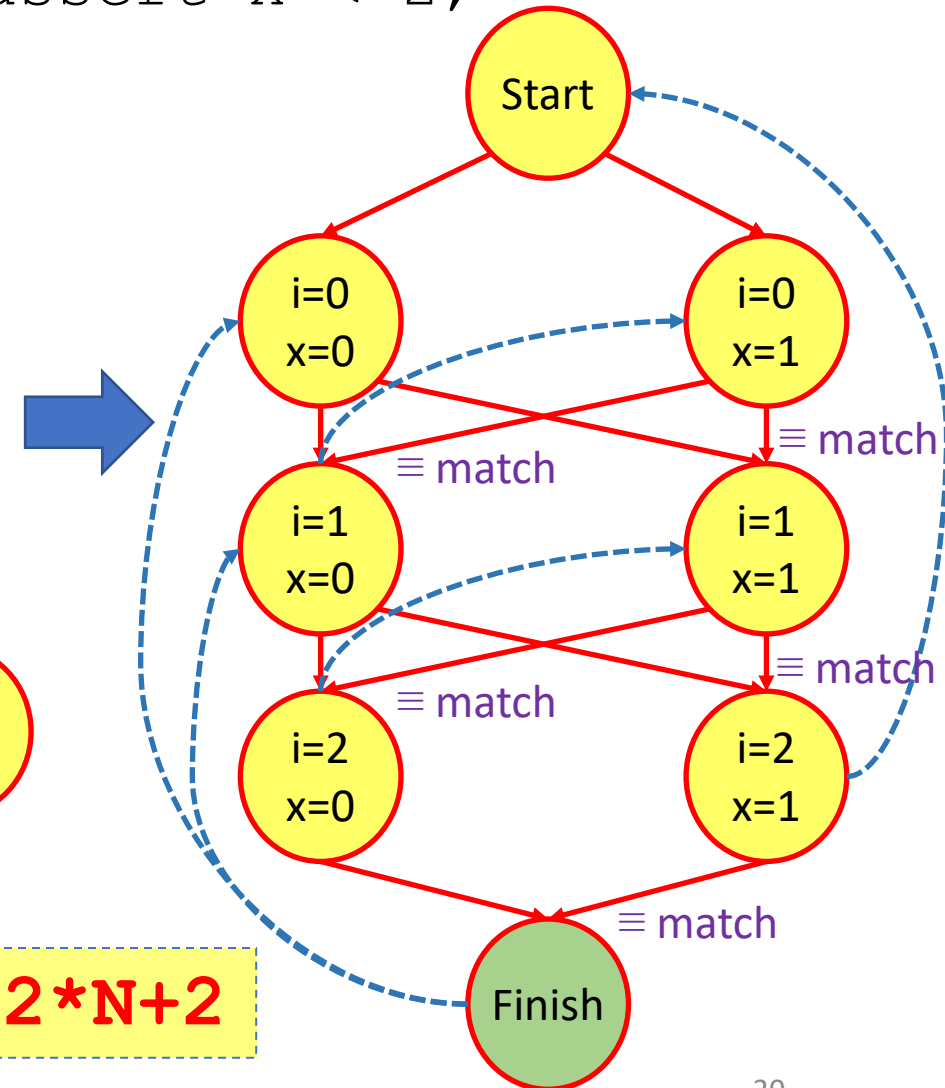 Start
i=0
x=0
i=0
x=1
≡ match
≡ match
i=1
x=0
i=1
x=1
≡ match
≡ match
i=2
x=0
i=2
x=1
≡ match
2*N+2
Finish